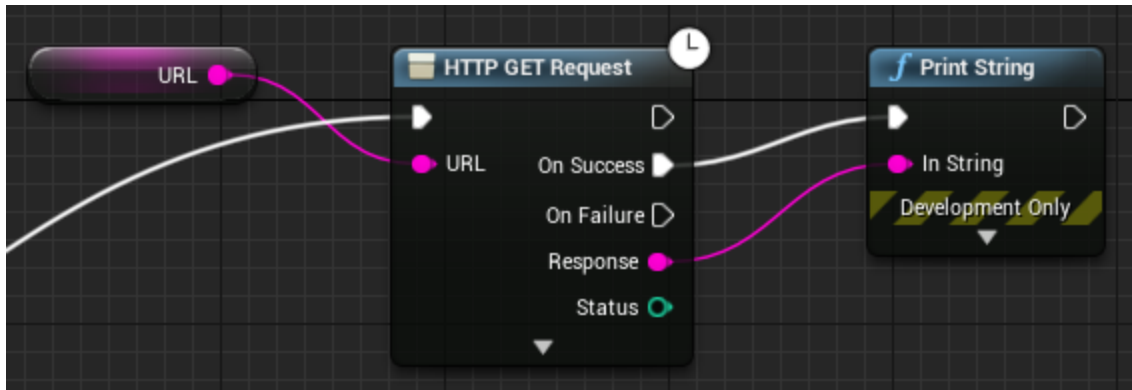 URL
HTTP GET Request
URL
On Success
On Failure
Response
Status
Print String
In String
Development Only